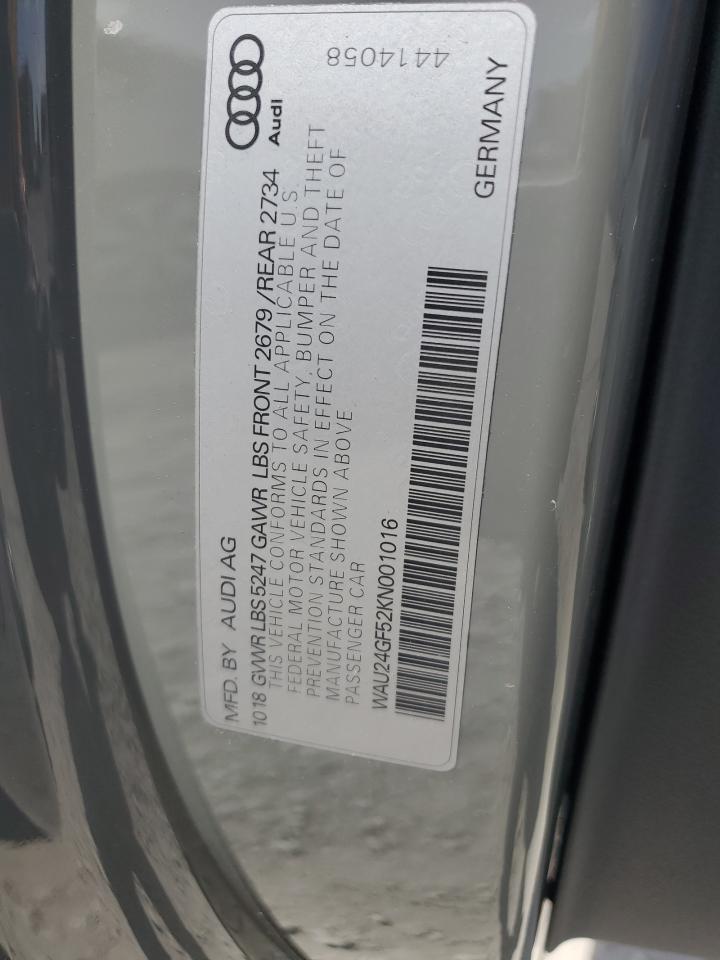 MFD. BY AUDI AG
Audi
1018 GVWR LBS 5247 GAWR LBS FRONT 2679 /REAR 2734
THIS VEHICLE CONFORMS TO ALL APPLICABLE U.S.
FEDERAL MOTOR VEHICLE SAFETY, BUMPER AND THEFT
PREVENTION STANDARDS IN EFFECT ON THE DATE OF
MANUFACTURE SHOWN ABOVE
PASSENGER CAR
WAU24GF52KN001016
4414058
GERMANY